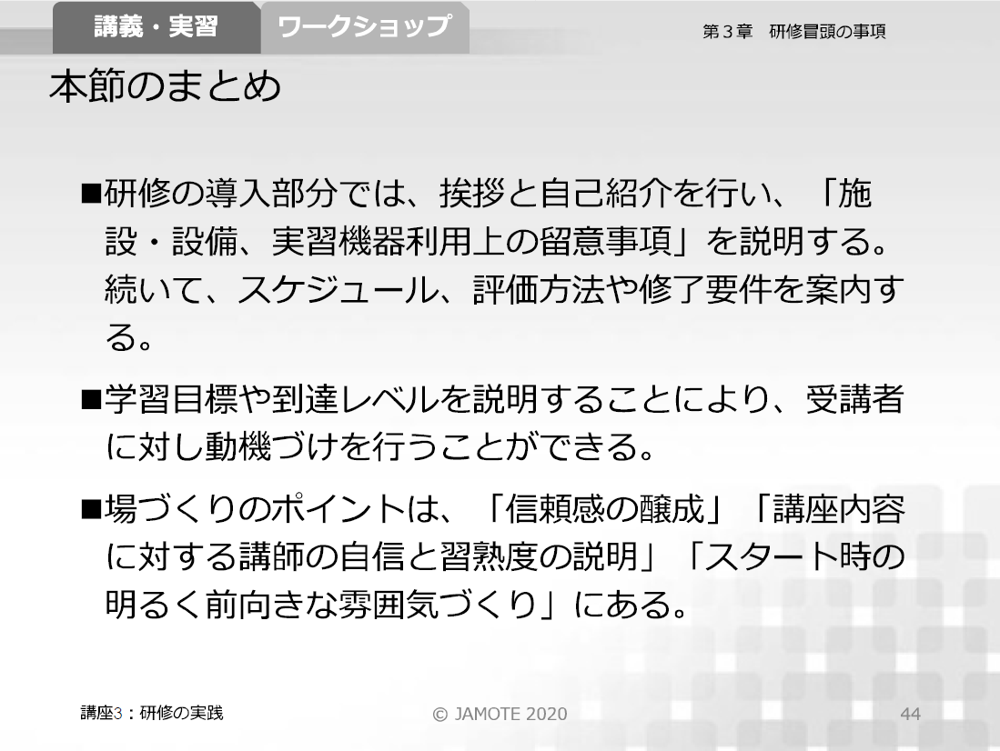 講義・実習
ワークショップ
第３章　研修冒頭の事項
本節のまとめ
■研修の導入部分では、挨拶と自己紹介を行い、「施
設・設備、実習機器利用上の留意事項」を説明する。
続いて、スケジュール、評価方法や修了要件を案内す
る。
■学習目標や到達レベルを説明することにより、受講者
に対し動機づけを行うことができる。
■場づくりのポイントは、「信頼感の醸成」「講座内容
に対する講師の自信と習熟度の説明」「スタート時の
明るく前向きな雰囲気づくり」にある。
講座3：研修の実践
© JAMOTE 2020
44